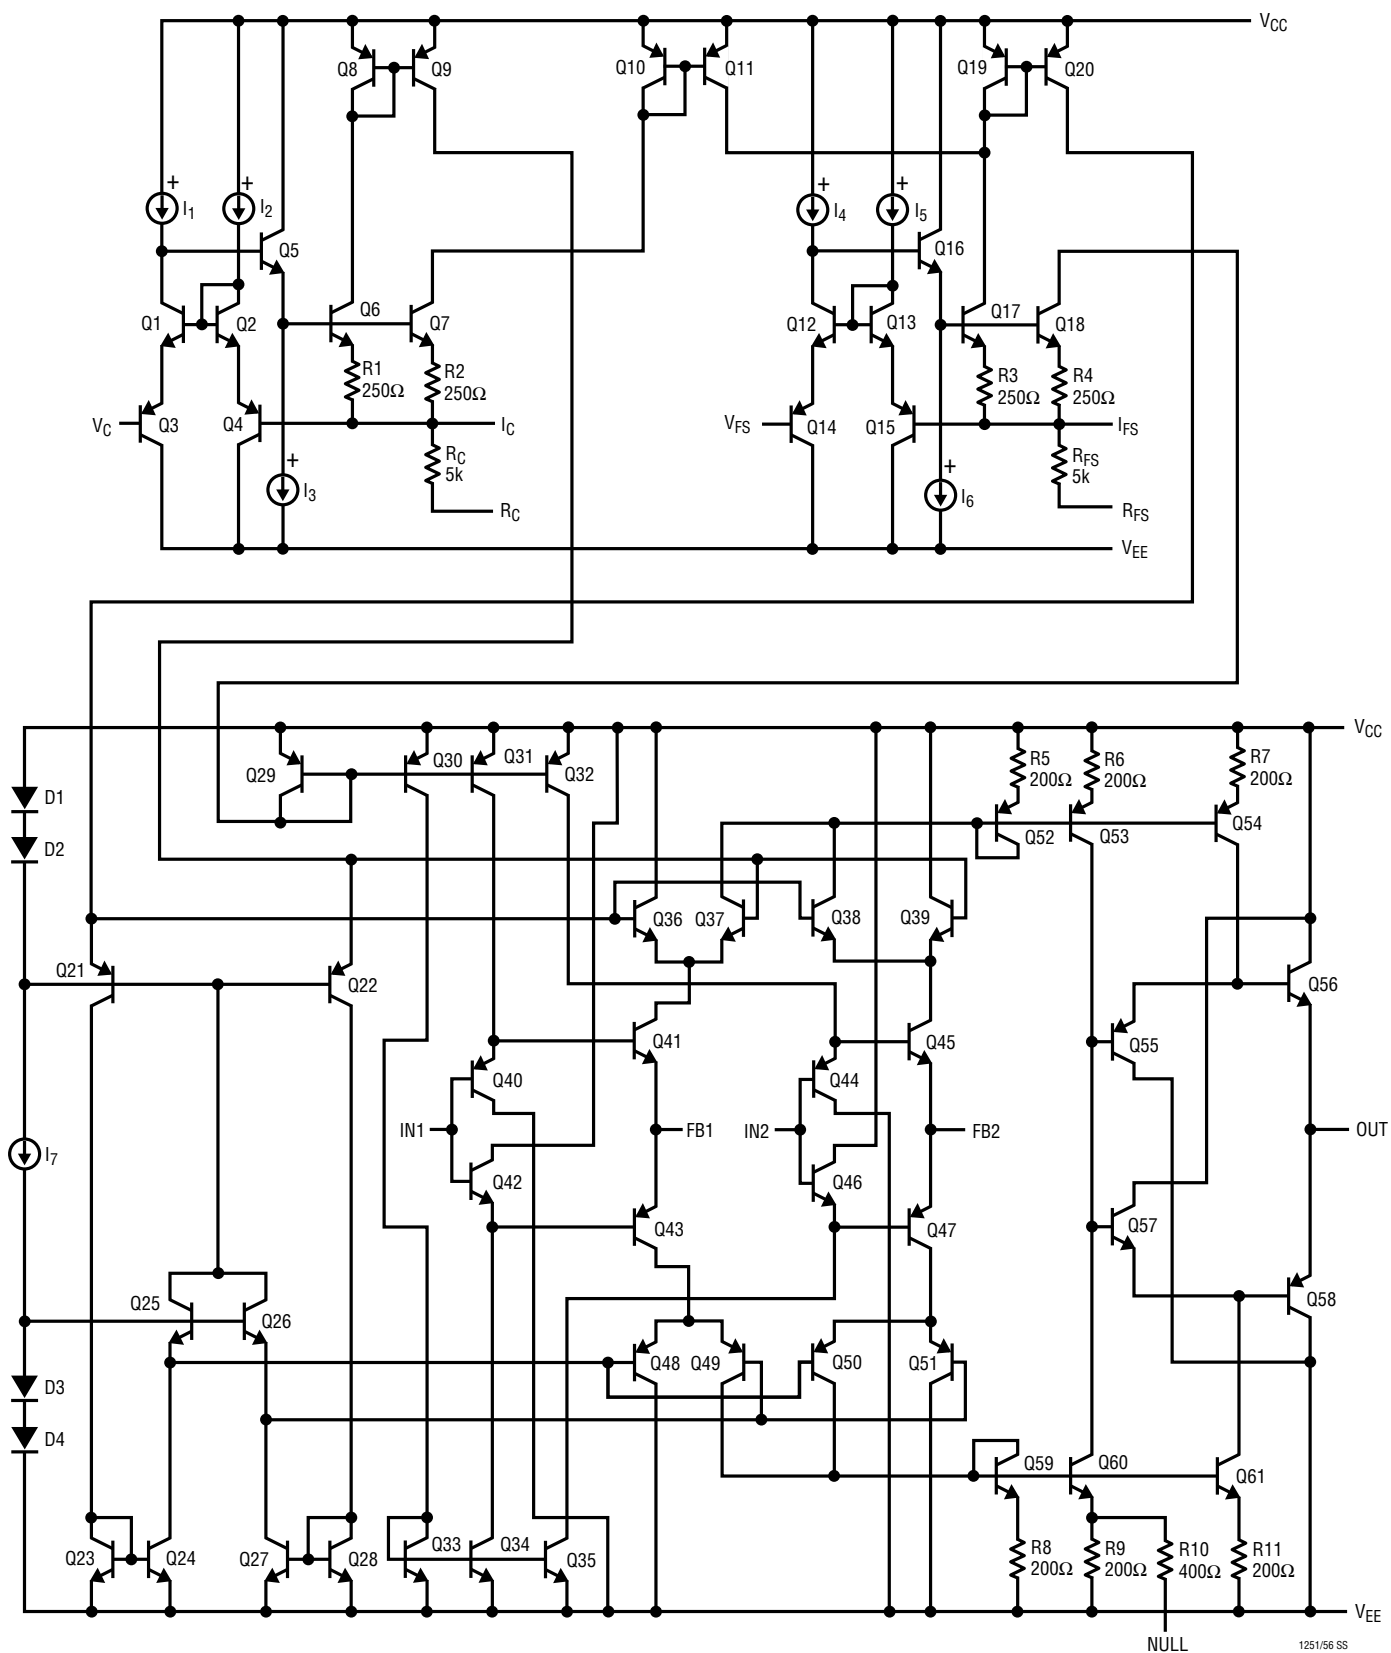 VCC
Q8 Q9 Q10 Q11 Q19 Q20
+ + + +
I1 I2 I4 I5
Q5 Q16
Q1 Q2 Q6 Q7 Q12 Q13 Q17 Q18
R1 250Ω R2 250Ω R3 250Ω R4 250Ω
VC Q3 Q4 IC VFS Q14 Q15 IFS
+ RC 5k + RFS 5k
I3 RC I6 RFS
VEE
VCC
Q29 Q30 Q31 Q32 R5 200Ω R6 200Ω R7 200Ω
D1
Q52 Q53 Q54
D2
Q36 Q37 Q38 Q39
Q21 Q22 Q56
Q41 Q45 Q55
Q40 Q44
IN1 FB1 IN2 FB2 OUT
I7
Q42 Q46
Q43 Q47 Q57
Q25 Q26 Q58
Q48 Q49 Q50 Q51
D3
D4
Q59 Q60 Q61
Q23 Q24 Q27 Q28 Q33 Q34 Q35 R8 200Ω R9 200Ω R10 400Ω R11 200Ω
VEE
NULL
1251/56 SS